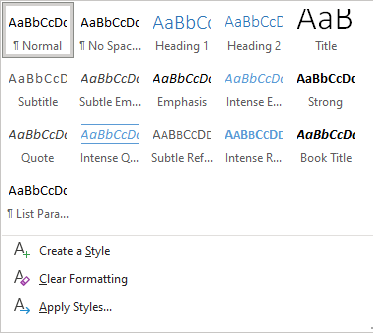 AaBbCcDc AaBbCcDc AaBbCc AaBbCcD AaB
¶ Normal ¶ No Spac... Heading 1 Heading 2 Title
AaBbCcD AaBbCcDc AaBbCcDc AaBbCcDc AaBbCcDc
Subtitle Subtle Em... Emphasis Intense E... Strong
AaBbCcDc AaBbCcDc AABBCCDD AABBCCDD AaBbCcDc
Quote Intense Q... Subtle Ref... Intense R... Book Title
AaBbCcDc
¶ List Para...
Create a Style
Clear Formatting
Apply Styles...